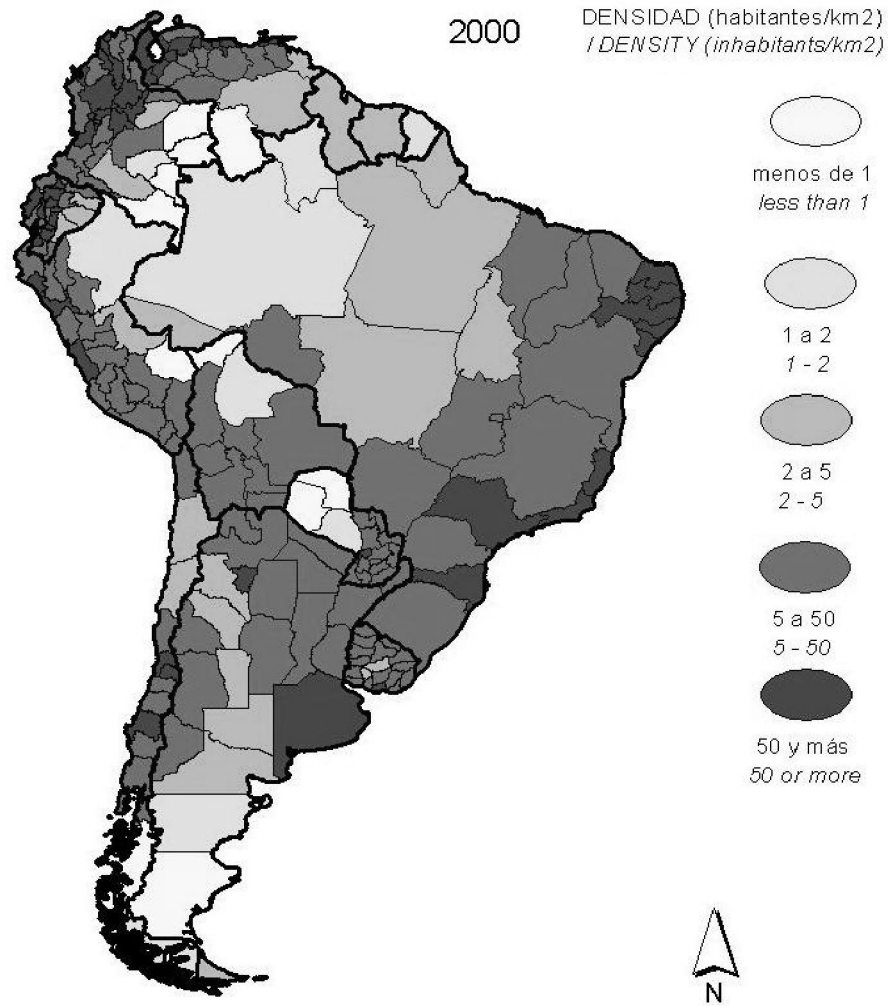 2000
DENSIDAD (habitantes/km2)
/ DENSITY (inhabitants/km2)
menos de 1
less than 1
1 a 2
1 - 2
2 a 5
2 - 5
5 a 50
5 - 50
50 y más
50 or more
N